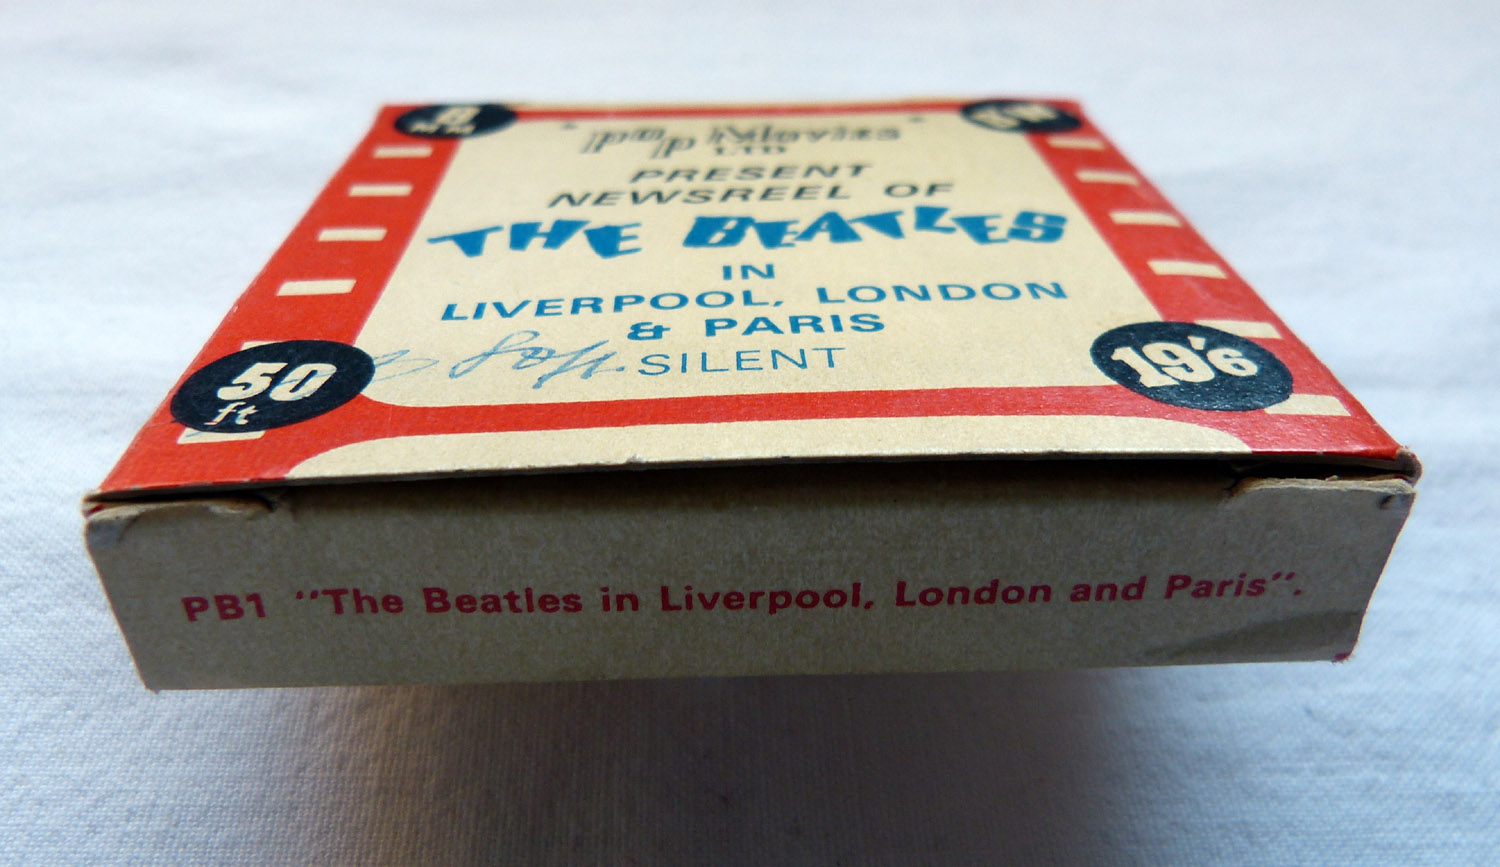 8
m m
B/W
Pop Movies
LTD
PRESENT
NEWSREEL OF
THE BEATLES
IN
LIVERPOOL, LONDON
& PARIS
SILENT
50
ft
19'6
PB1 "The Beatles in Liverpool, London and Paris".